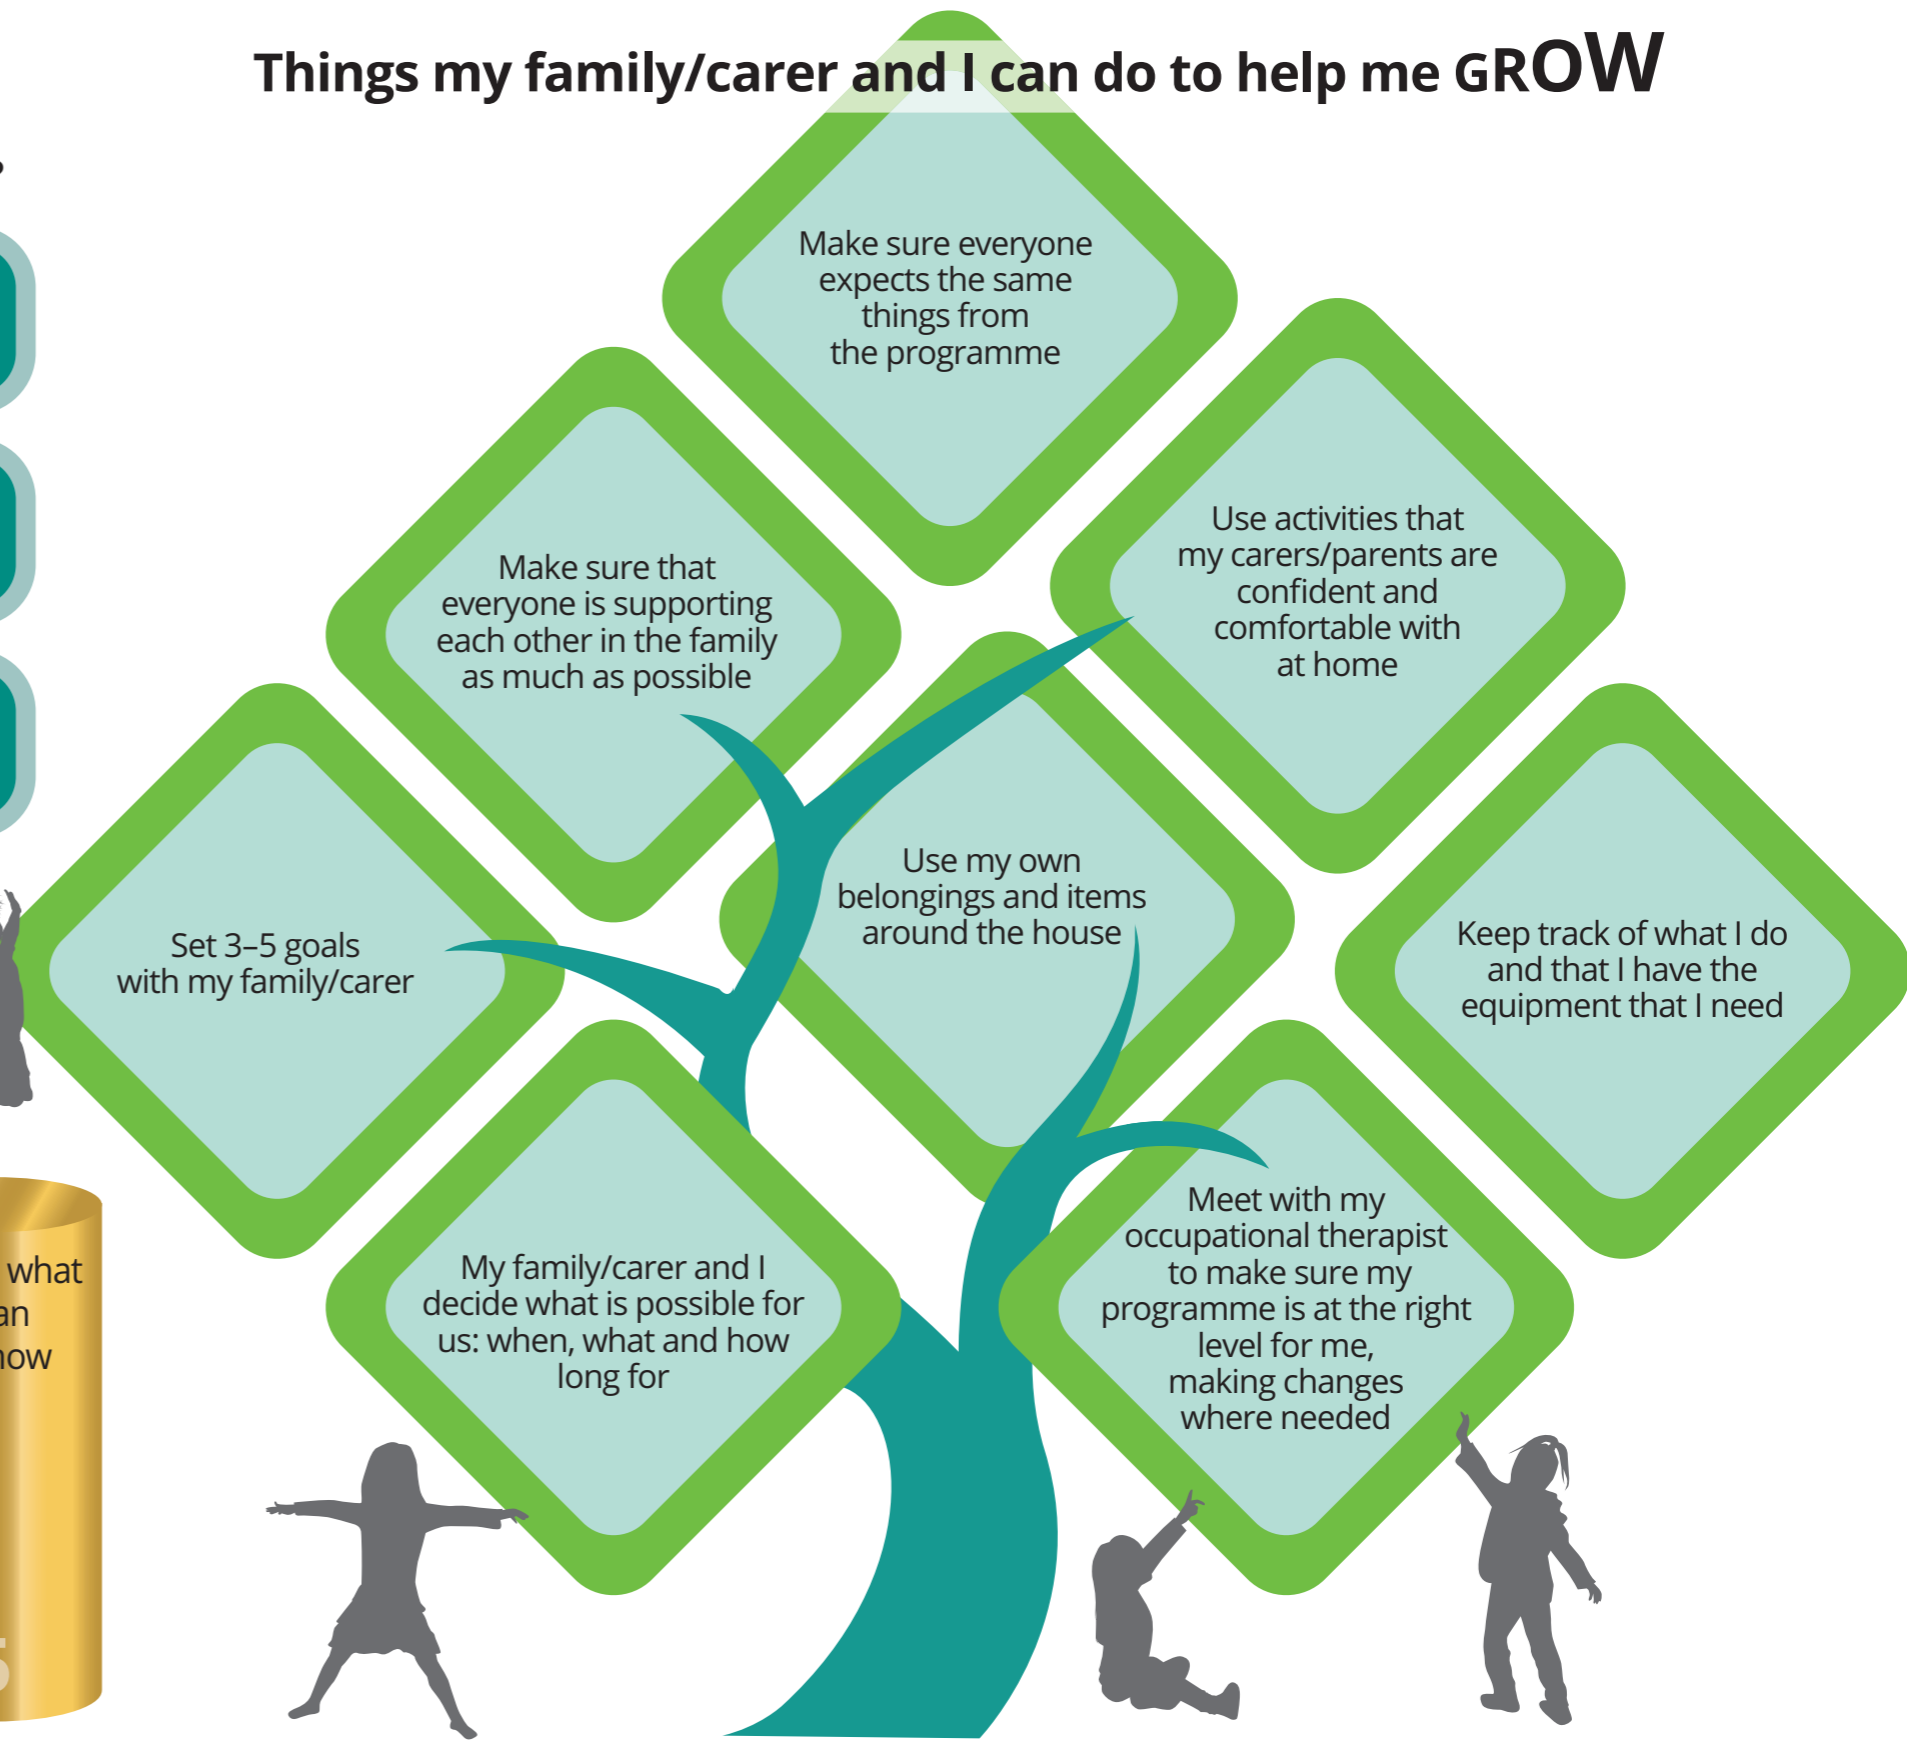 Things my family/carer and I can do to help me GROW
Make sure everyone
expects the same
things from
the programme
Use activities that
my carers/parents are
confident and
comfortable with
at home
Make sure that
everyone is supporting
each other in the family
as much as possible
Use my own
belongings and items
around the house
Set 3–5 goals
with my family/carer
Keep track of what I do
and that I have the
equipment that I need
My family/carer and I
decide what is possible for
us: when, what and how
long for
Meet with my
occupational therapist
to make sure my
programme is at the right
level for me,
making changes
where needed
what